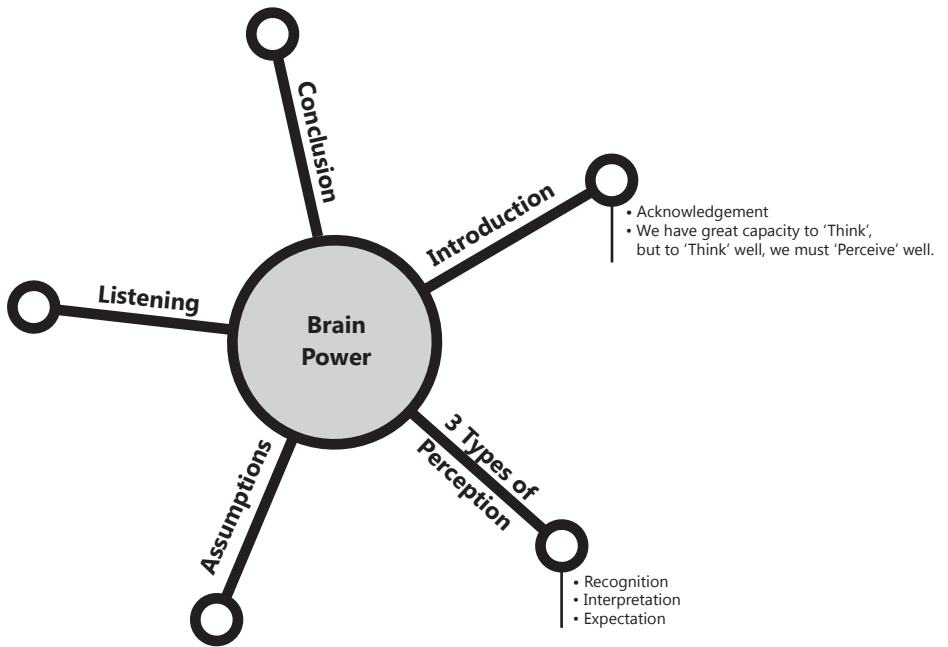 Conclusion
Introduction
• Acknowledgement
• We have great capacity to ‘Think’,
but to ‘Think’ well, we must ‘Perceive’ well.
Listening
Brain
Power
3 Types of
Perception
Assumptions
• Recognition
• Interpretation
• Expectation